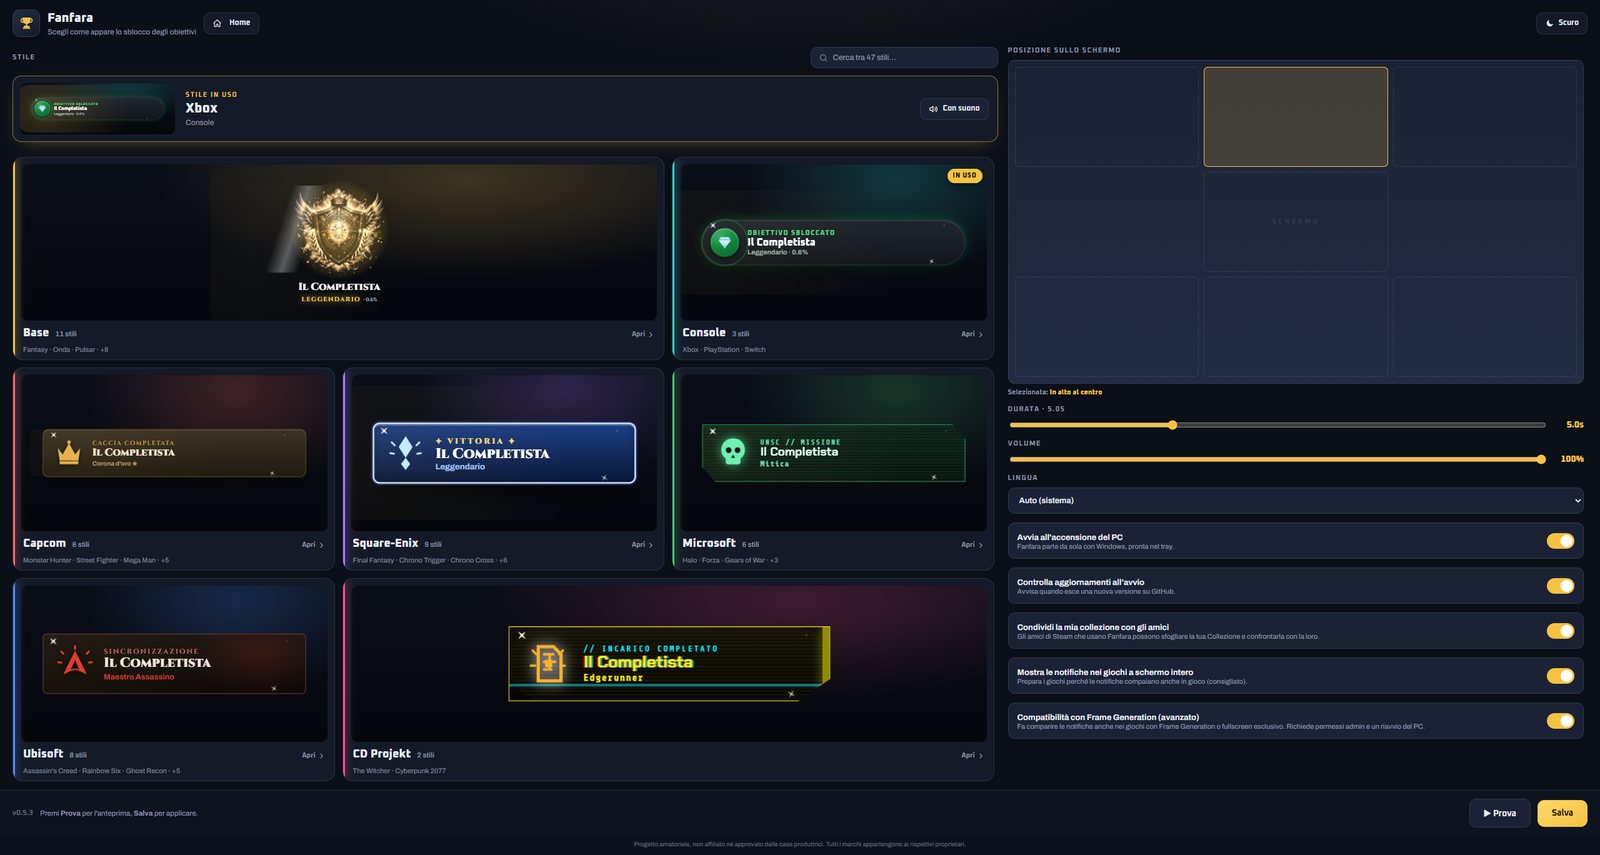 Fanfara
Scegli come appare lo sblocco degli obiettivi
Home
Scuro
STILE
Cerca tra 47 stili...
OBIETTIVO SBLOCCATO
Il Completista
Leggendario · 0.6%
STILE IN USO
Xbox
Console
Con suono
IL COMPLETISTA
LEGGENDARIO · 0.6%
Base 11 stili
Apri
Fantasy · Onda · Pulsar · +8
IN USO
OBIETTIVO SBLOCCATO
Il Completista
Leggendario · 0.6%
Console 3 stili
Apri
Xbox · PlayStation · Switch
CACCIA COMPLETATA
IL COMPLETISTA
Corona d'oro ★
Capcom 8 stili
Apri
Monster Hunter · Street Fighter · Mega Man · +5
✦ VITTORIA ✦
IL COMPLETISTA
Leggendario
Square-Enix 9 stili
Apri
Final Fantasy · Chrono Trigger · Chrono Cross · +6
UNSC // MISSIONE
Il Completista
Mitica
Microsoft 6 stili
Apri
Halo · Forza · Gears of War · +3
SINCRONIZZAZIONE
IL COMPLETISTA
Maestro Assassino
Ubisoft 8 stili
Apri
Assassin's Creed · Rainbow Six · Ghost Recon · +5
// INCARICO COMPLETATO
Il Completista
Edgerunner
CD Projekt 2 stili
Apri
The Witcher · Cyberpunk 2077
POSIZIONE SULLO SCHERMO
SCHERMO
Selezionata: In alto al centro
DURATA · 5.0S
5.0s
VOLUME
100%
LINGUA
Auto (sistema)
Avvia all'accensione del PC
Fanfara parte da sola con Windows, pronta nel tray.
Controlla aggiornamenti all'avvio
Avvisa quando esce una nuova versione su GitHub.
Condividi la mia collezione con gli amici
Gli amici di Steam che usano Fanfara possono sfogliare la tua Collezione e confrontarla con la loro.
Mostra le notifiche nei giochi a schermo intero
Prepara i giochi perché le notifiche compaiano anche in gioco (consigliato).
Compatibilità con Frame Generation (avanzato)
Fa comparire le notifiche anche nei giochi con Frame Generation o fullscreen esclusivo. Richiede permessi admin e un riavvio del PC.
v0.5.3 Premi Prova per l'anteprima, Salva per applicare.
Prova
Salva
Progetto amatoriale, non affiliato né approvato dalle case produttrici. Tutti i marchi appartengono ai rispettivi proprietari.